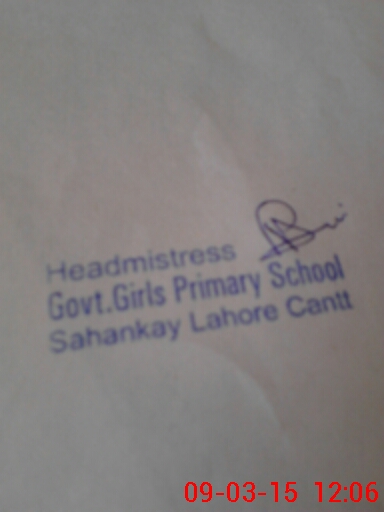 Headmistress
Govt.Girls Primary School
Sahankay Lahore Cantt
09-03-15 12:06